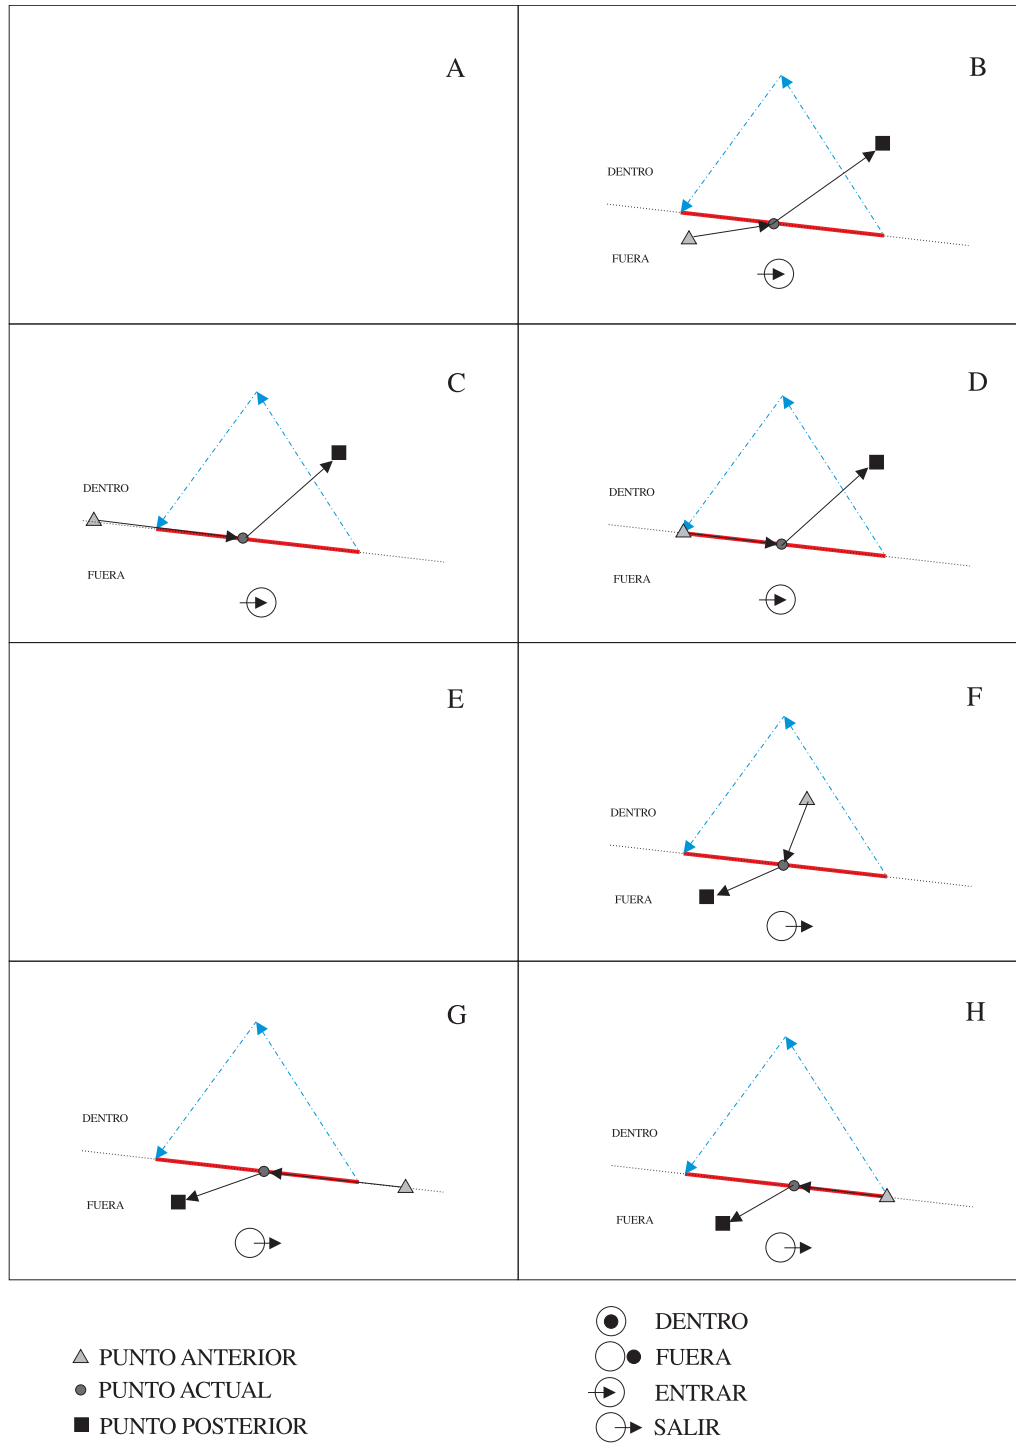 A
B
DENTRO
FUERA
C
DENTRO
FUERA
D
DENTRO
FUERA
E
F
DENTRO
FUERA
G
DENTRO
FUERA
H
DENTRO
FUERA
PUNTO ANTERIOR
PUNTO ACTUAL
PUNTO POSTERIOR
DENTRO
FUERA
ENTRAR
SALIR